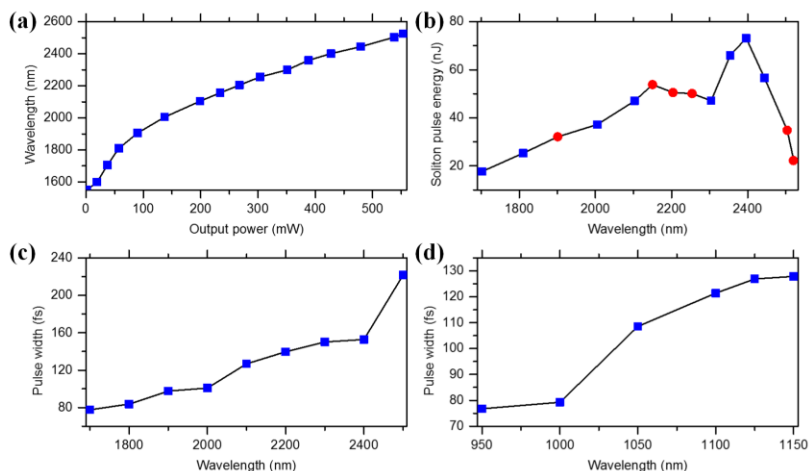 (a)
2600
2400
2200
2000
1800
1600
Wavelength (nm)
0 100 200 300 400 500
Output power (mW)
(b)
80
60
40
20
Soliton pulse energy (nJ)
1800 2000 2200 2400
Wavelength (nm)
(c)
240
200
160
120
80
Pulse width (fs)
1800 2000 2200 2400
Wavelength (nm)
(d)
130
120
110
100
90
80
70
Pulse width (fs)
950 1000 1050 1100 1150
Wavelength (nm)